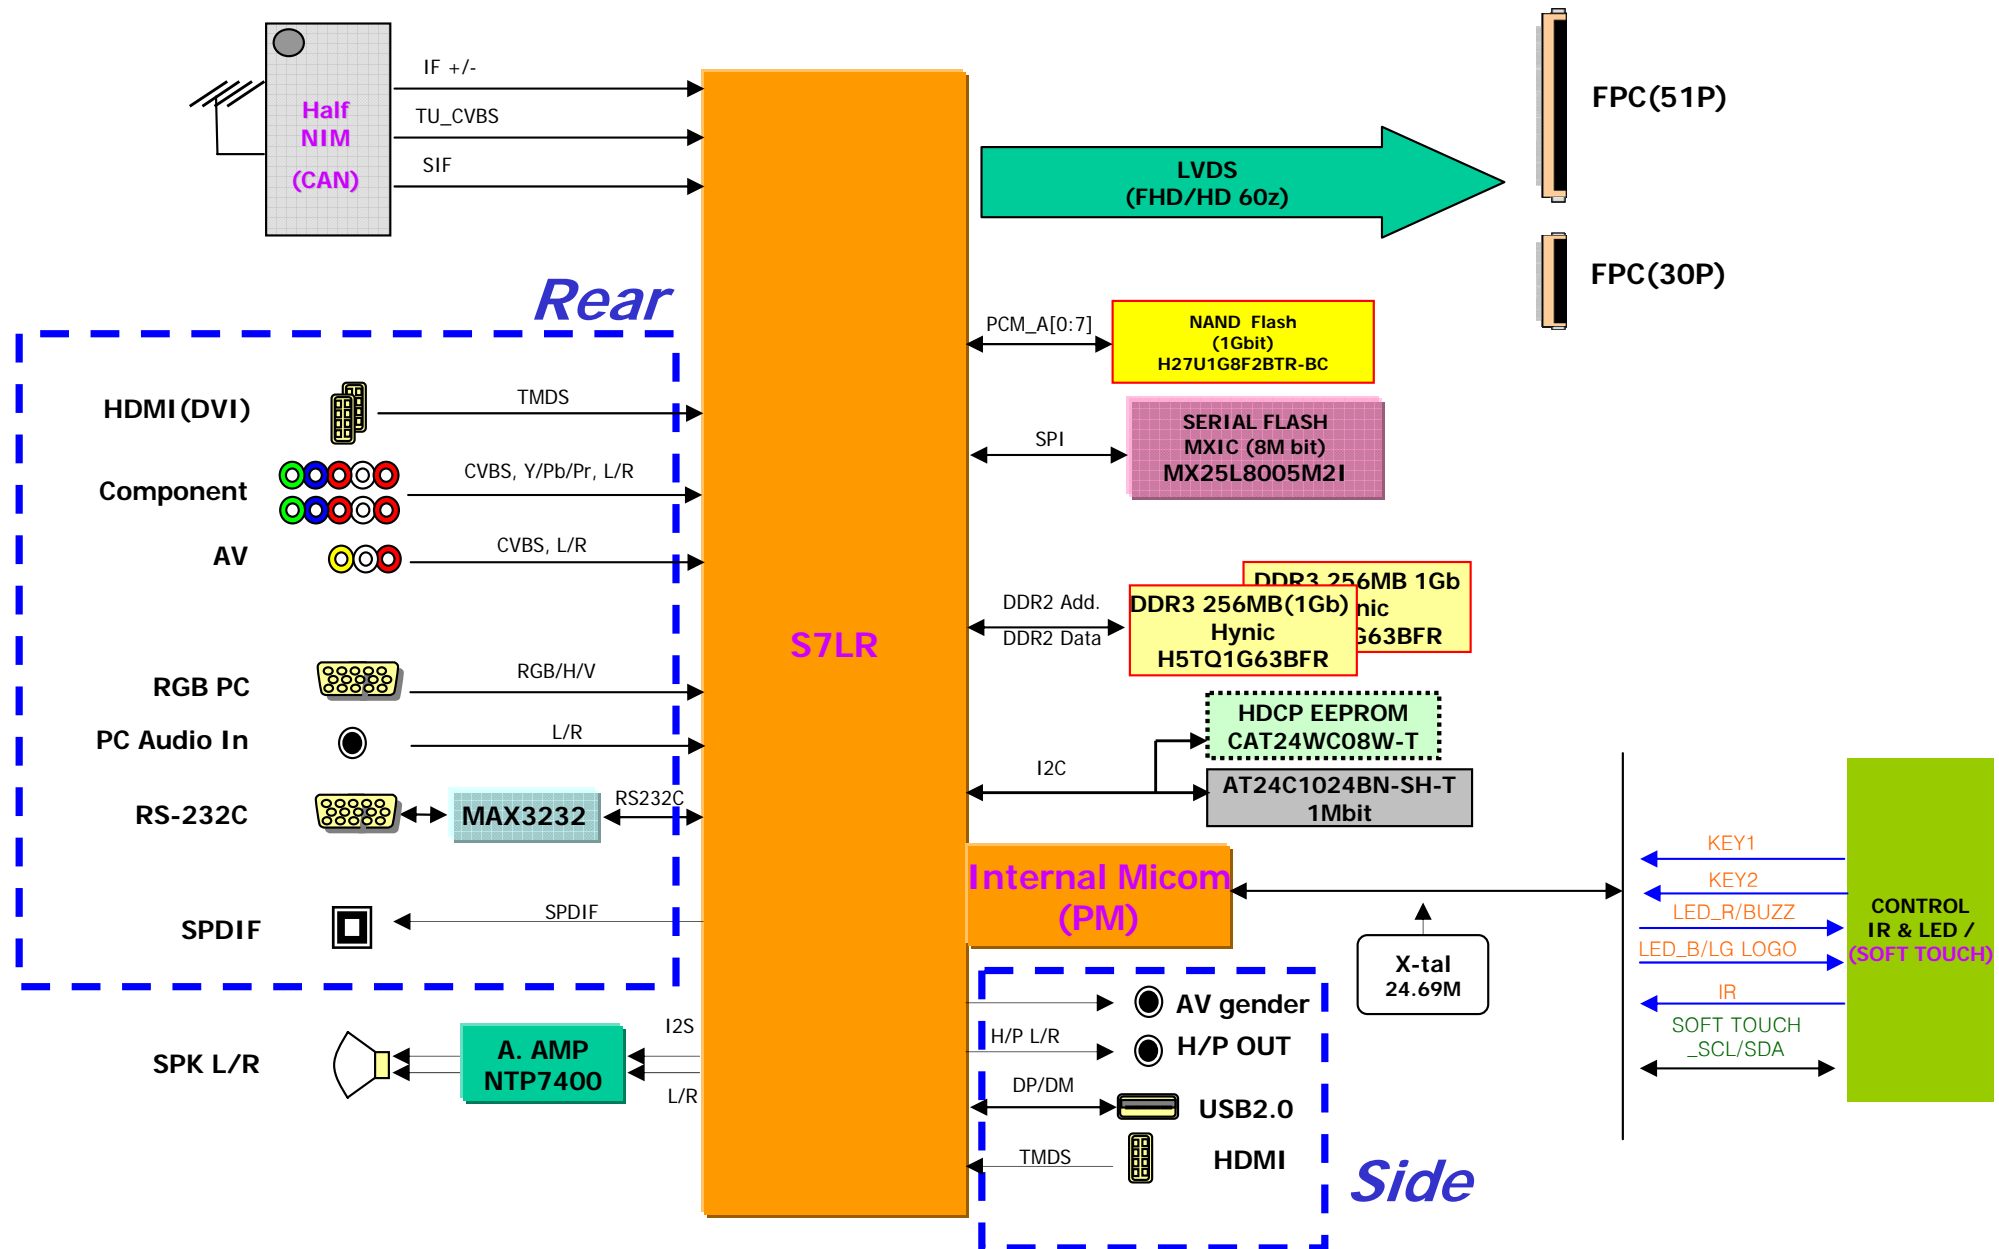 Half
NIM
(CAN)
IF +/-
TU_CVBS
SIF
LVDS
(FHD/HD 60z)
FPC(51P)
FPC(30P)
Rear
HDMI(DVI)
TMDS
Component
CVBS, Y/Pb/Pr, L/R
AV
CVBS, L/R
RGB PC
RGB/H/V
PC Audio In
L/R
RS-232C
MAX3232
RS232C
SPDIF
SPDIF
SPK L/R
A. AMP
NTP7400
I2S
L/R
S7LR
PCM_A[0:7]
NAND Flash
(1Gbit)
H27U1G8F2BTR-BC
SPI
SERIAL FLASH
MXIC (8M bit)
MX25L8005M2I
DDR2 Add.
DDR2 Data
DDR3 256MB 1Gb
DDR3 256MB(1Gb)
Hynic
H5TQ1G63BFR
nic
G63BFR
I2C
HDCP EEPROM
CAT24WC08W-T
AT24C1024BN-SH-T
1Mbit
Internal Micom
(PM)
X-tal
24.69M
KEY1
KEY2
LED_R/BUZZ
LED_B/LG LOGO
IR
SOFT TOUCH
_SCL/SDA
CONTROL
IR & LED /
(SOFT TOUCH)
AV gender
H/P L/R
H/P OUT
DP/DM
USB2.0
TMDS
HDMI
Side